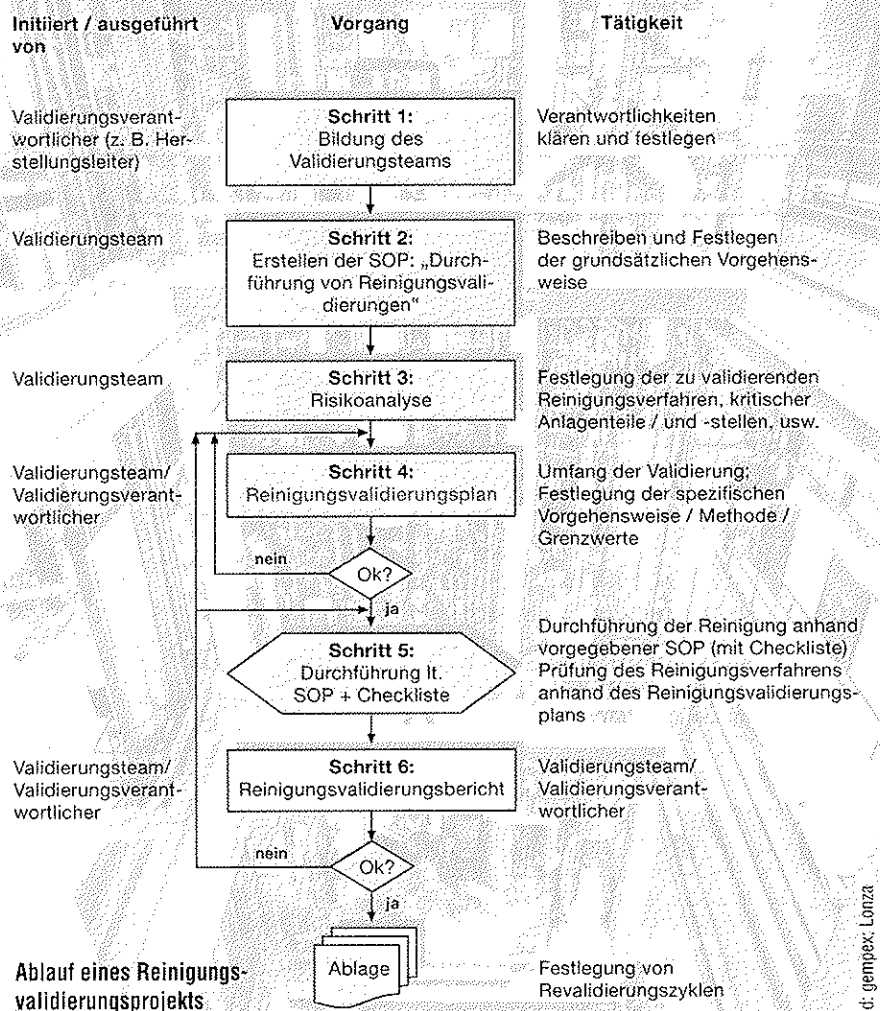 Initiiert / ausgeführt
von
Vorgang
Tätigkeit
Validierungsverant-
wortlicher (z. B. Her-
stellungsleiter)
Schritt 1:
Bildung des
Validierungsteams
Verantwortlichkeiten
klären und festlegen
Validierungsteam
Schritt 2:
Erstellen der SOP: „Durch-
führung von Reinigungsvali-
dierungen“
Beschreiben und Festlegen
der grundsätzlichen Vorgehens-
weise
Validierungsteam
Schritt 3:
Risikoanalyse
Festlegung der zu validierenden
Reinigungsverfahren, kritischer
Anlagenteile / und -stellen, usw.
Validierungsteam/
Validierungsverant-
wortlicher
Schritt 4:
Reinigungsvalidierungsplan
Umfang der Validierung;
Festlegung der spezifischen
Vorgehensweise / Methode /
Grenzwerte
nein
Ok?
ja
Schritt 5:
Durchführung lt.
SOP + Checkliste
Durchführung der Reinigung anhand
vorgegebener SOP (mit Checkliste)
Prüfung des Reinigungsverfahrens
anhand des Reinigungsvalidierungs-
plans
Validierungsteam/
Validierungsverant-
wortlicher
Schritt 6:
Reinigungsvalidierungsbericht
Validierungsteam/
Validierungsverant-
wortlicher
nein
Ok?
ja
Ablage
Festlegung von
Revalidierungszyklen
Ablauf eines Reinigungs-
validierungsprojekts
d: gempex; Lonza